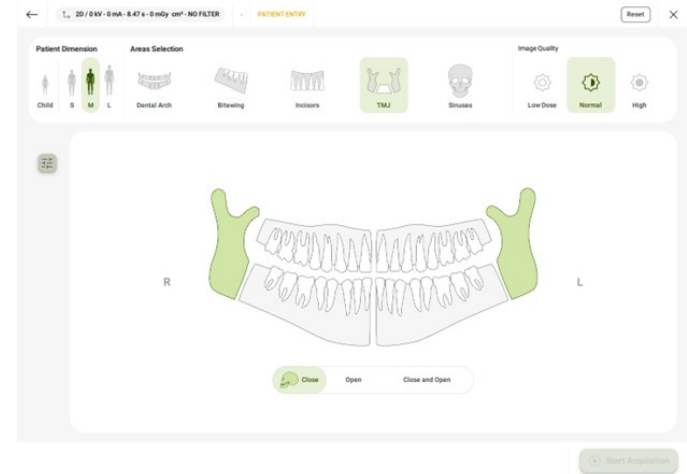 2D / 0 kV - 0 mA - 8.47 s - 0 mGy cm² - NO FILTER - PATIENT ENTRY Reset
Patient Dimension Areas Selection Image Quality
Child S M L Dental Arch Bitewing Incisors TMJ Sinuses Low Dose Normal High
R L
Close Open Close and Open
Start Acquisition